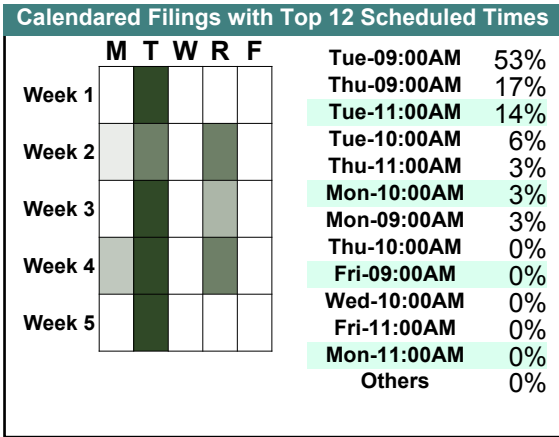 Calendared Filings with Top 12 Scheduled Times
M T W R F
Week 1
Week 2
Week 3
Week 4
Week 5
Tue-09:00AM 53%
Thu-09:00AM 17%
Tue-11:00AM 14%
Tue-10:00AM 6%
Thu-11:00AM 3%
Mon-10:00AM 3%
Mon-09:00AM 3%
Thu-10:00AM 0%
Fri-09:00AM 0%
Wed-10:00AM 0%
Fri-11:00AM 0%
Mon-11:00AM 0%
Others 0%